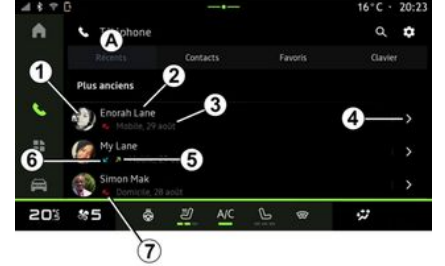 16°C · 20:23
Téléphone
A
Récents Contacts Favoris Clavier
Plus anciens
1 2 3 4
Enorah Lane
Mobile, 29 août
My Lane
6 5
Simon Mak
Domicile, 28 août
20 5 A/C
7